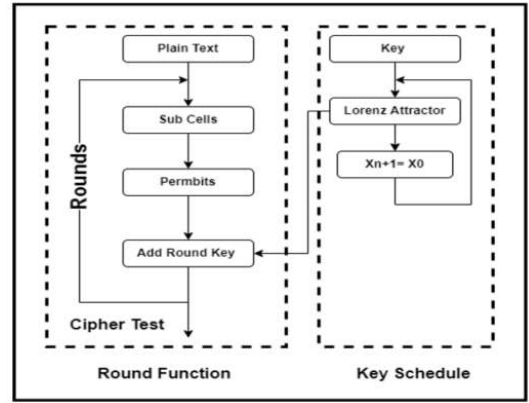 Plain Text
Sub Cells
Permbits
Add Round Key
Rounds
Cipher Test
Round Function
Key
Lorenz Attractor
Xn+1= X0
Key Schedule